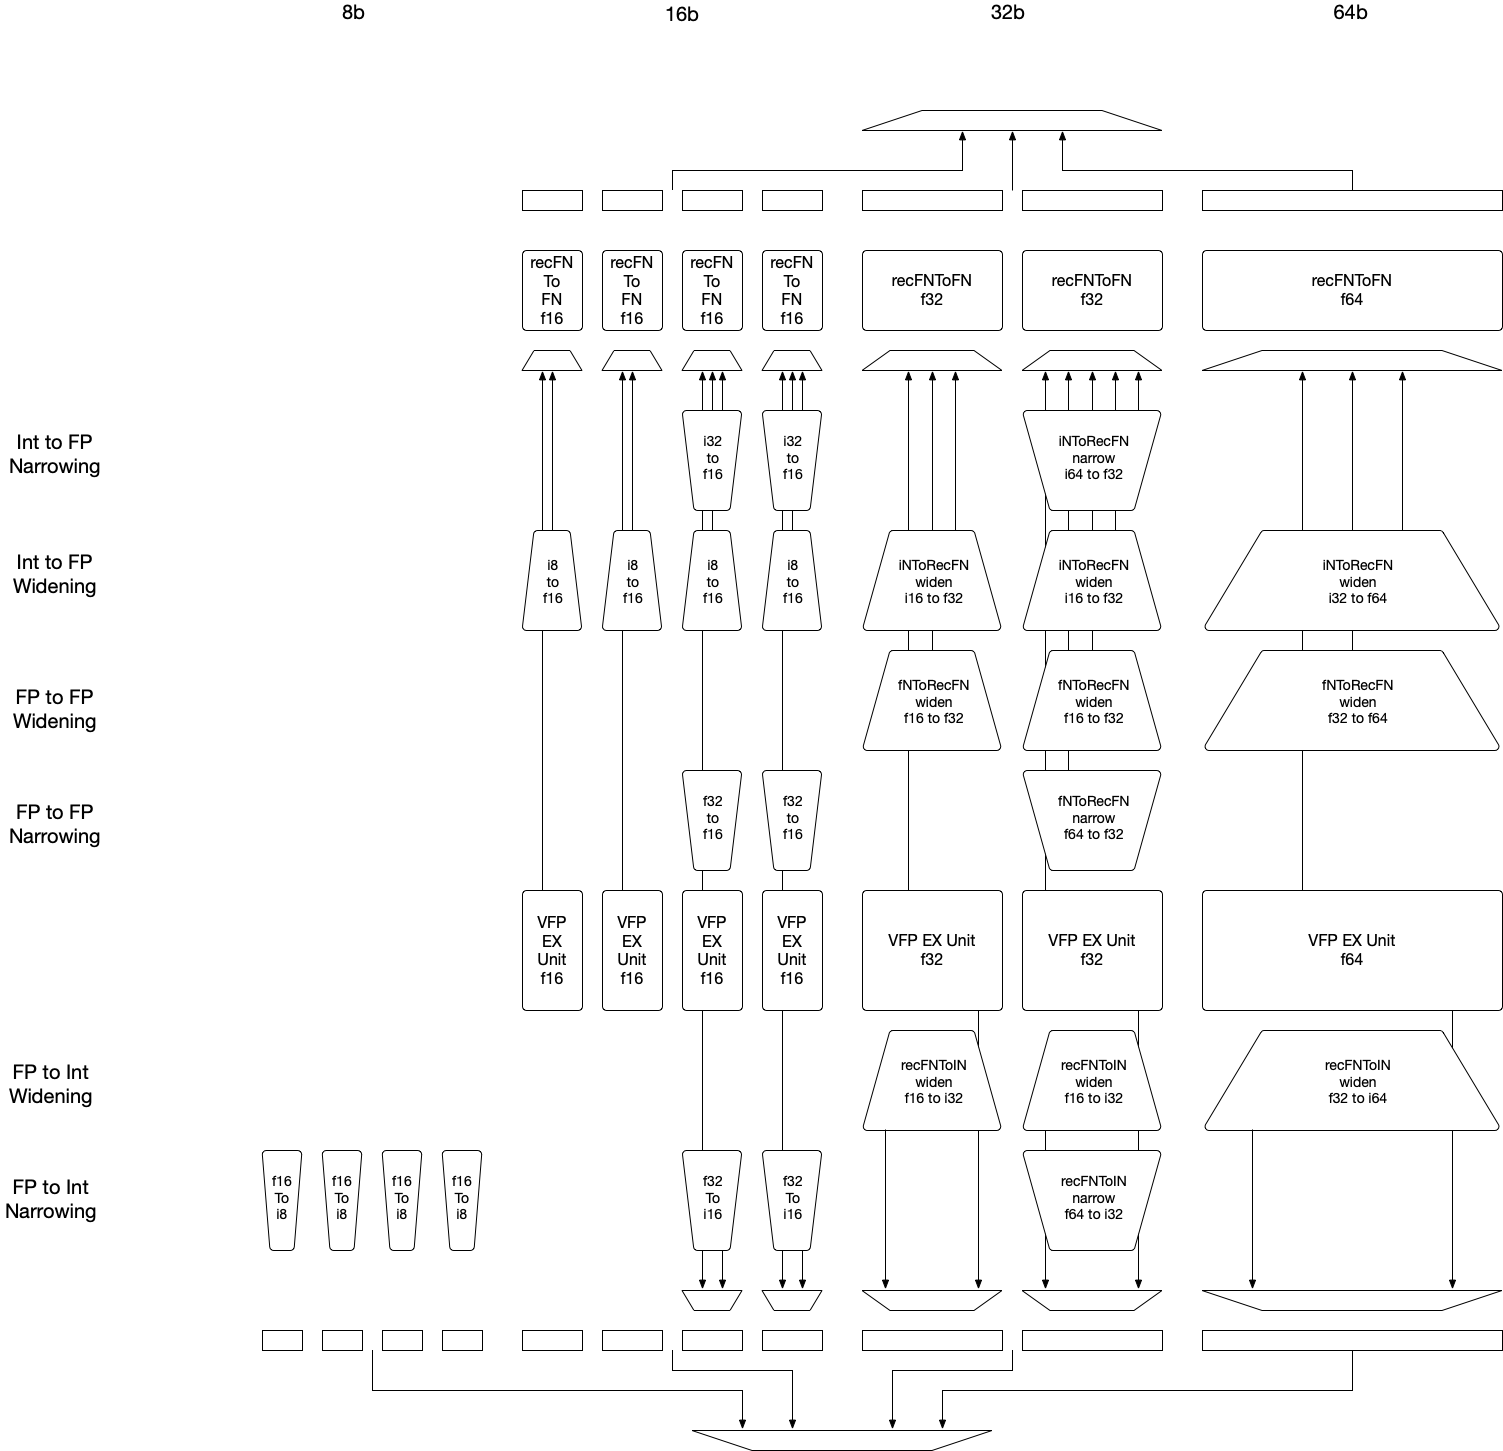 8b
16b
32b
64b
recFN
To
FN
f16
recFN
To
FN
f16
recFN
To
FN
f16
recFN
To
FN
f16
recFNToFN
f32
recFNToFN
f32
recFNToFN
f64
Int to FP
Narrowing
i32
to
f16
i32
to
f16
iNToRecFN
narrow
i64 to f32
Int to FP
Widening
i8
to
f16
i8
to
f16
i8
to
f16
i8
to
f16
iNToRecFN
widen
i16 to f32
iNToRecFN
widen
i16 to f32
iNToRecFN
widen
i32 to f64
FP to FP
Widening
fNToRecFN
widen
f16 to f32
fNToRecFN
widen
f16 to f32
fNToRecFN
widen
f32 to f64
FP to FP
Narrowing
f32
to
f16
f32
to
f16
fNToRecFN
narrow
f64 to f32
VFP
EX
Unit
f16
VFP
EX
Unit
f16
VFP
EX
Unit
f16
VFP
EX
Unit
f16
VFP EX Unit
f32
VFP EX Unit
f32
VFP EX Unit
f64
FP to Int
Widening
recFNToIN
widen
f16 to i32
recFNToIN
widen
f16 to i32
recFNToIN
widen
f32 to i64
FP to Int
Narrowing
f16
To
i8
f16
To
i8
f16
To
i8
f16
To
i8
f32
To
i16
f32
To
i16
recFNToIN
narrow
f64 to i32